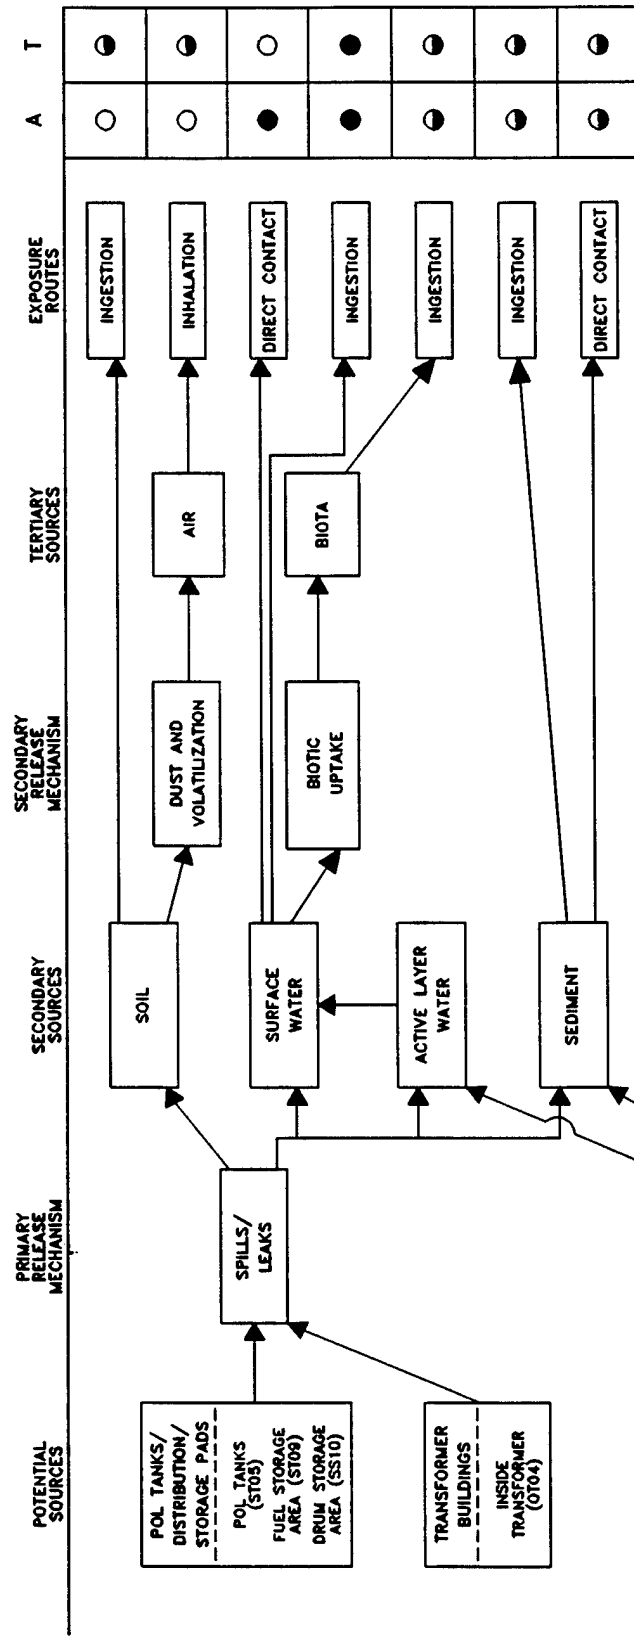 POTENTIAL
SOURCES
PRIMARY
RELEASE
MECHANISM
SECONDARY
SOURCES
SECONDARY
RELEASE
MECHANISM
TERTIARY
SOURCES
EXPOSURE
ROUTES
A
T
POL TANKS/
DISTRIBUTION/
STORAGE PADS
POL TANKS
(ST05)
FUEL STORAGE
AREA (ST09)
DRUM STORAGE
AREA (SS10)
TRANSFORMER
BUILDINGS
INSIDE
TRANSFORMER
(OT04)
SPILLS/
LEAKS
SOIL
SURFACE
WATER
ACTIVE LAYER
WATER
SEDIMENT
DUST AND
VOLATILIZATION
BIOTIC
UPTAKE
AIR
BIOTA
INGESTION
INHALATION
DIRECT CONTACT
INGESTION
INGESTION
INGESTION
DIRECT CONTACT